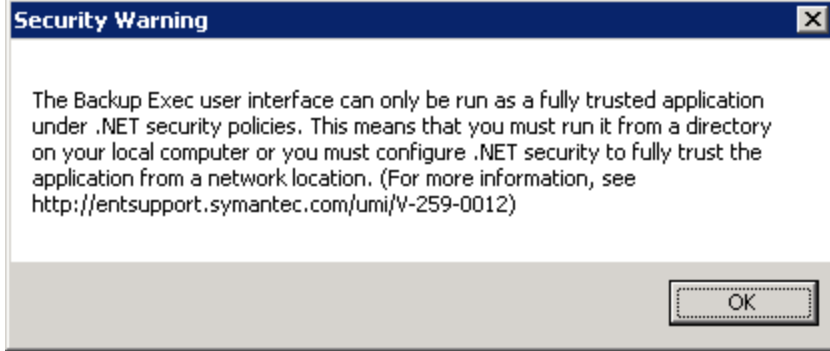 Security Warning
The Backup Exec user interface can only be run as a fully trusted application
under .NET security policies. This means that you must run it from a directory
on your local computer or you must configure .NET security to fully trust the
application from a network location. (For more information, see
http://entsupport.symantec.com/umi/V-259-0012)
OK